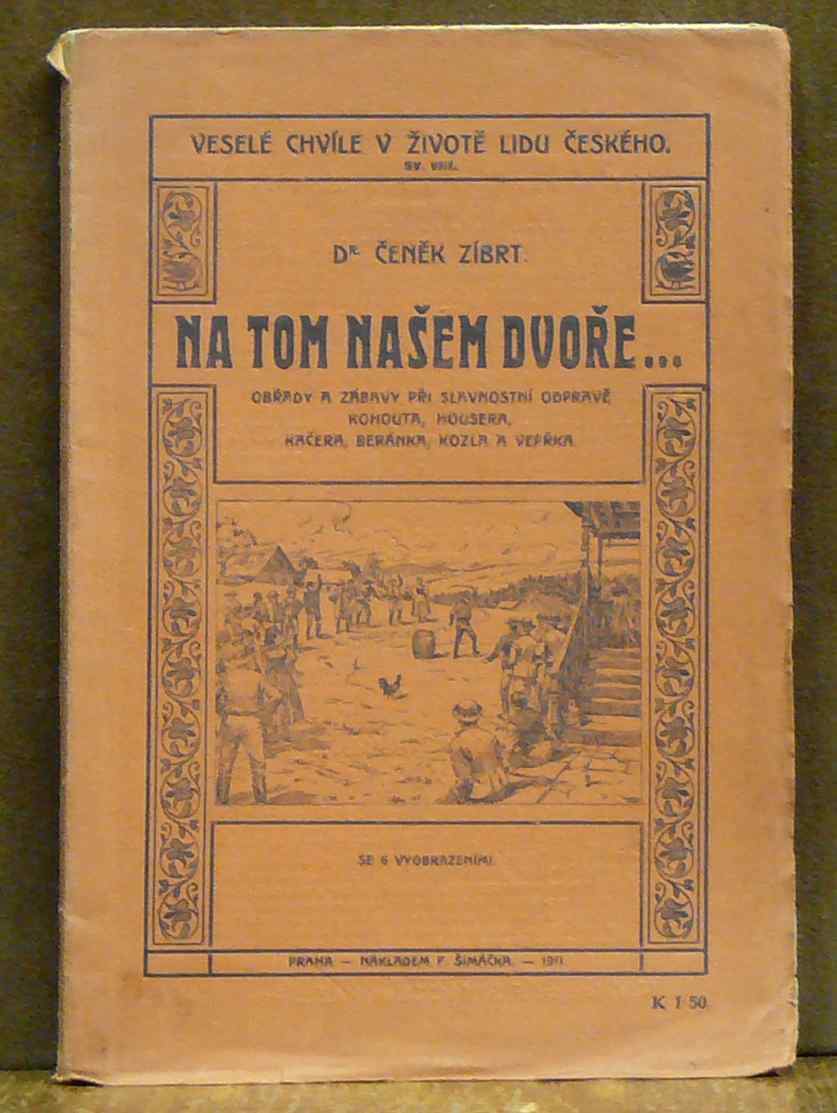 VESELÉ CHVÍLE V ŽIVOTĚ LIDU ČESKÉHO.
SV. VIII.
DR. ČENĚK ZÍBRT.
NA TOM NAŠEM DVOŘE...
OBŘADY A ZÁBAVY PŘI SLAVNOSTNÍ ODPRAVĚ
KOHOUTA, HOUSERA,
KAČERA, BERÁNKA, KOZLA A VEPŘKA.
SE 6 VYOBRAZENÍMI.
PRAHA — NÁKLADEM F. ŠIMÁČKA. — 1911
K 1·50